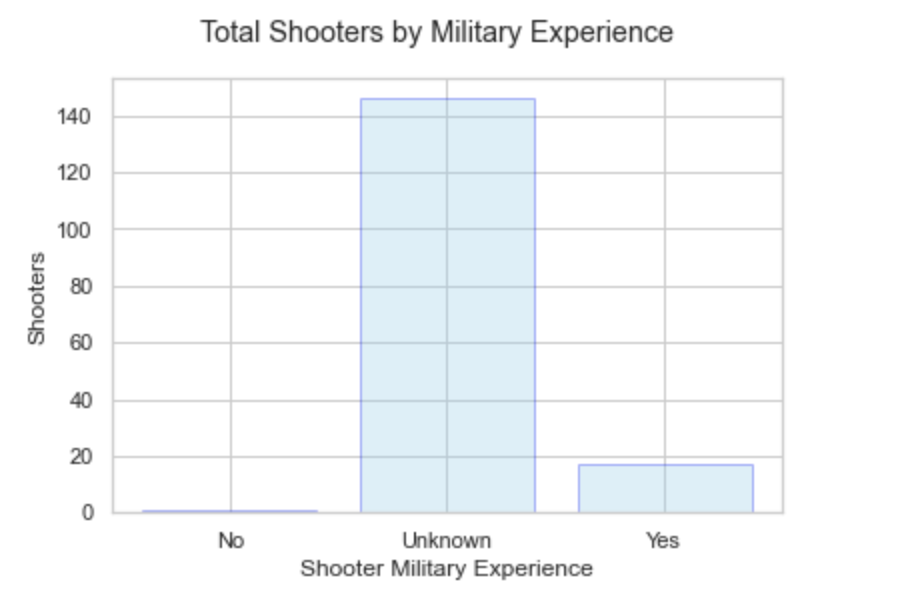 Total Shooters by Military Experience
Shooters
140
120
100
80
60
40
20
0
No Unknown Yes
Shooter Military Experience